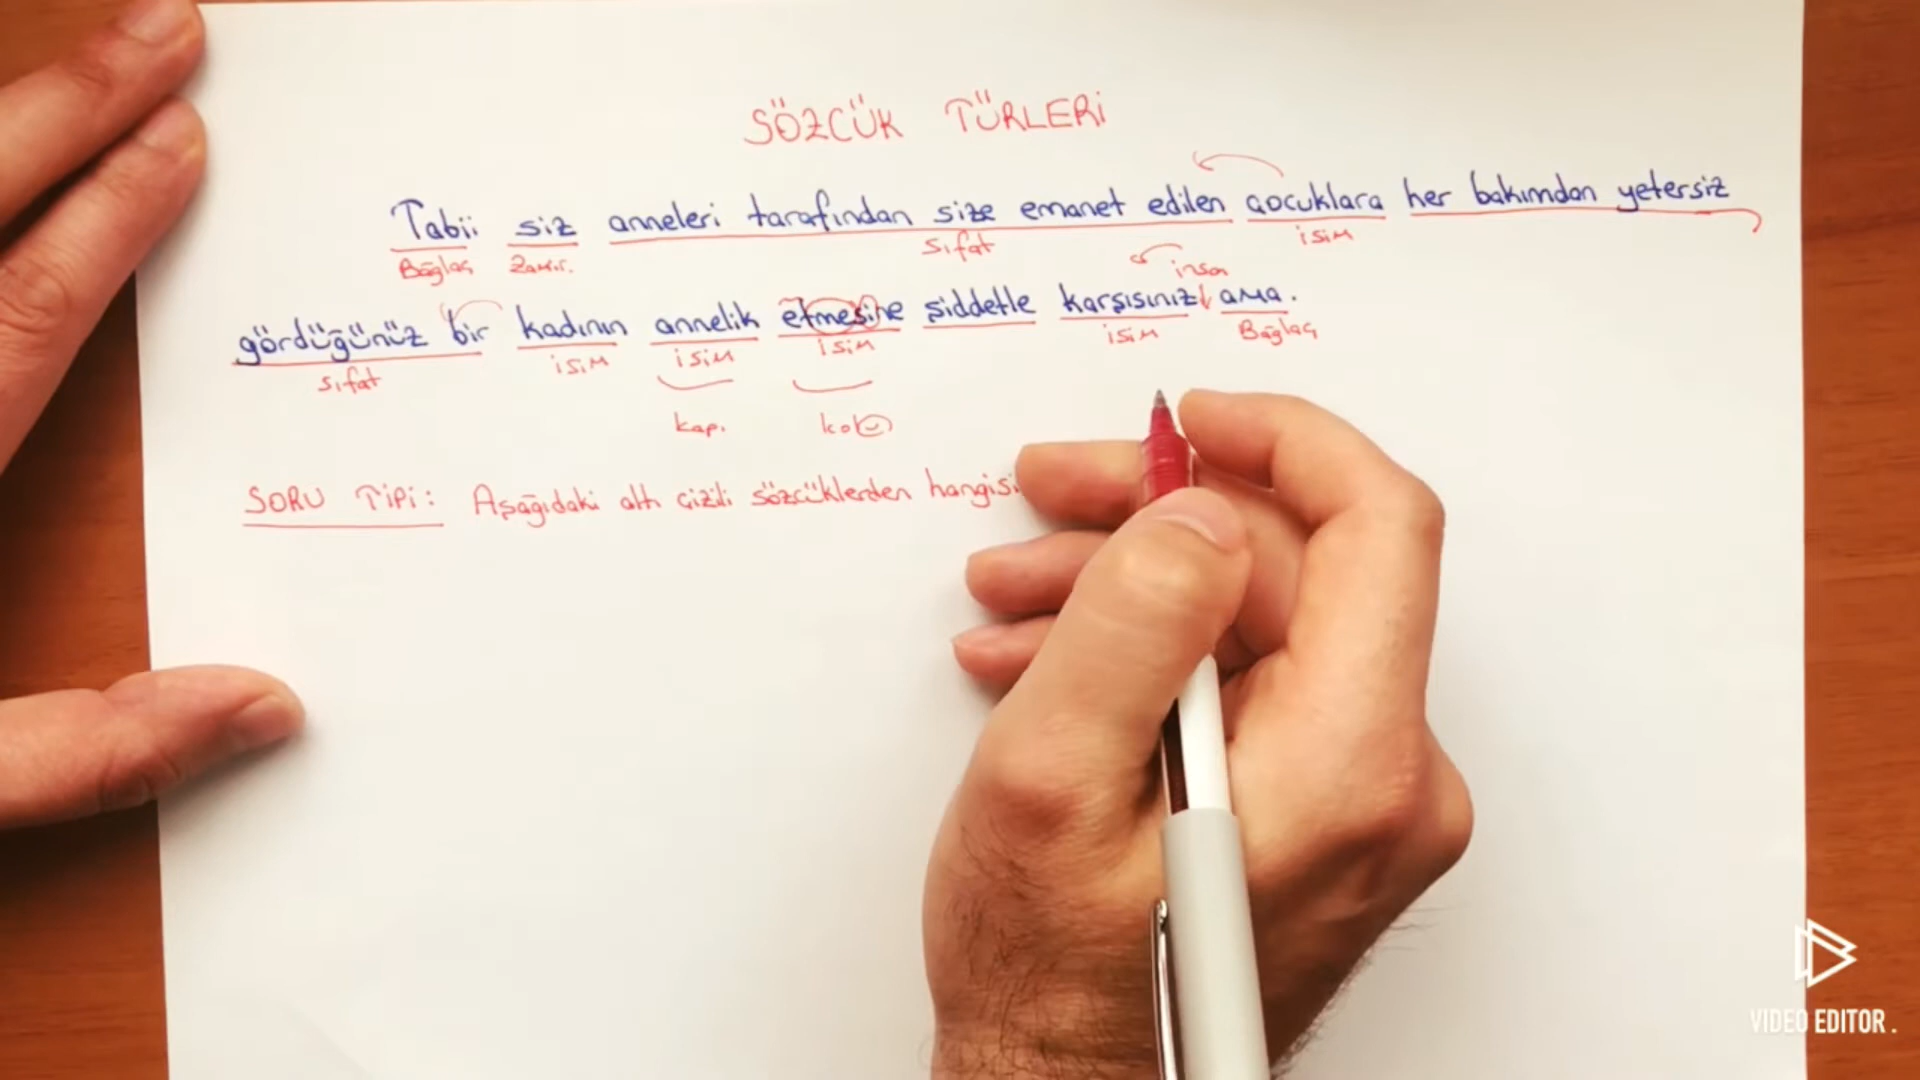 SÖZCÜK TÜRLERİ
Tabii siz anneleri tarafından size emanet edilen çocuklara her bakımdan yetersiz
Bağlaç Zamir. sıfat isim
insan
gördüğünüz bir kadının annelik etmesine şiddetle karşısınız ama.
sıfat isim isim isim isim Bağlaç
kap. kök
SORU TİPİ: Aşağıdaki altı çizili sözcüklerden hangisi
VIDEO EDITOR.